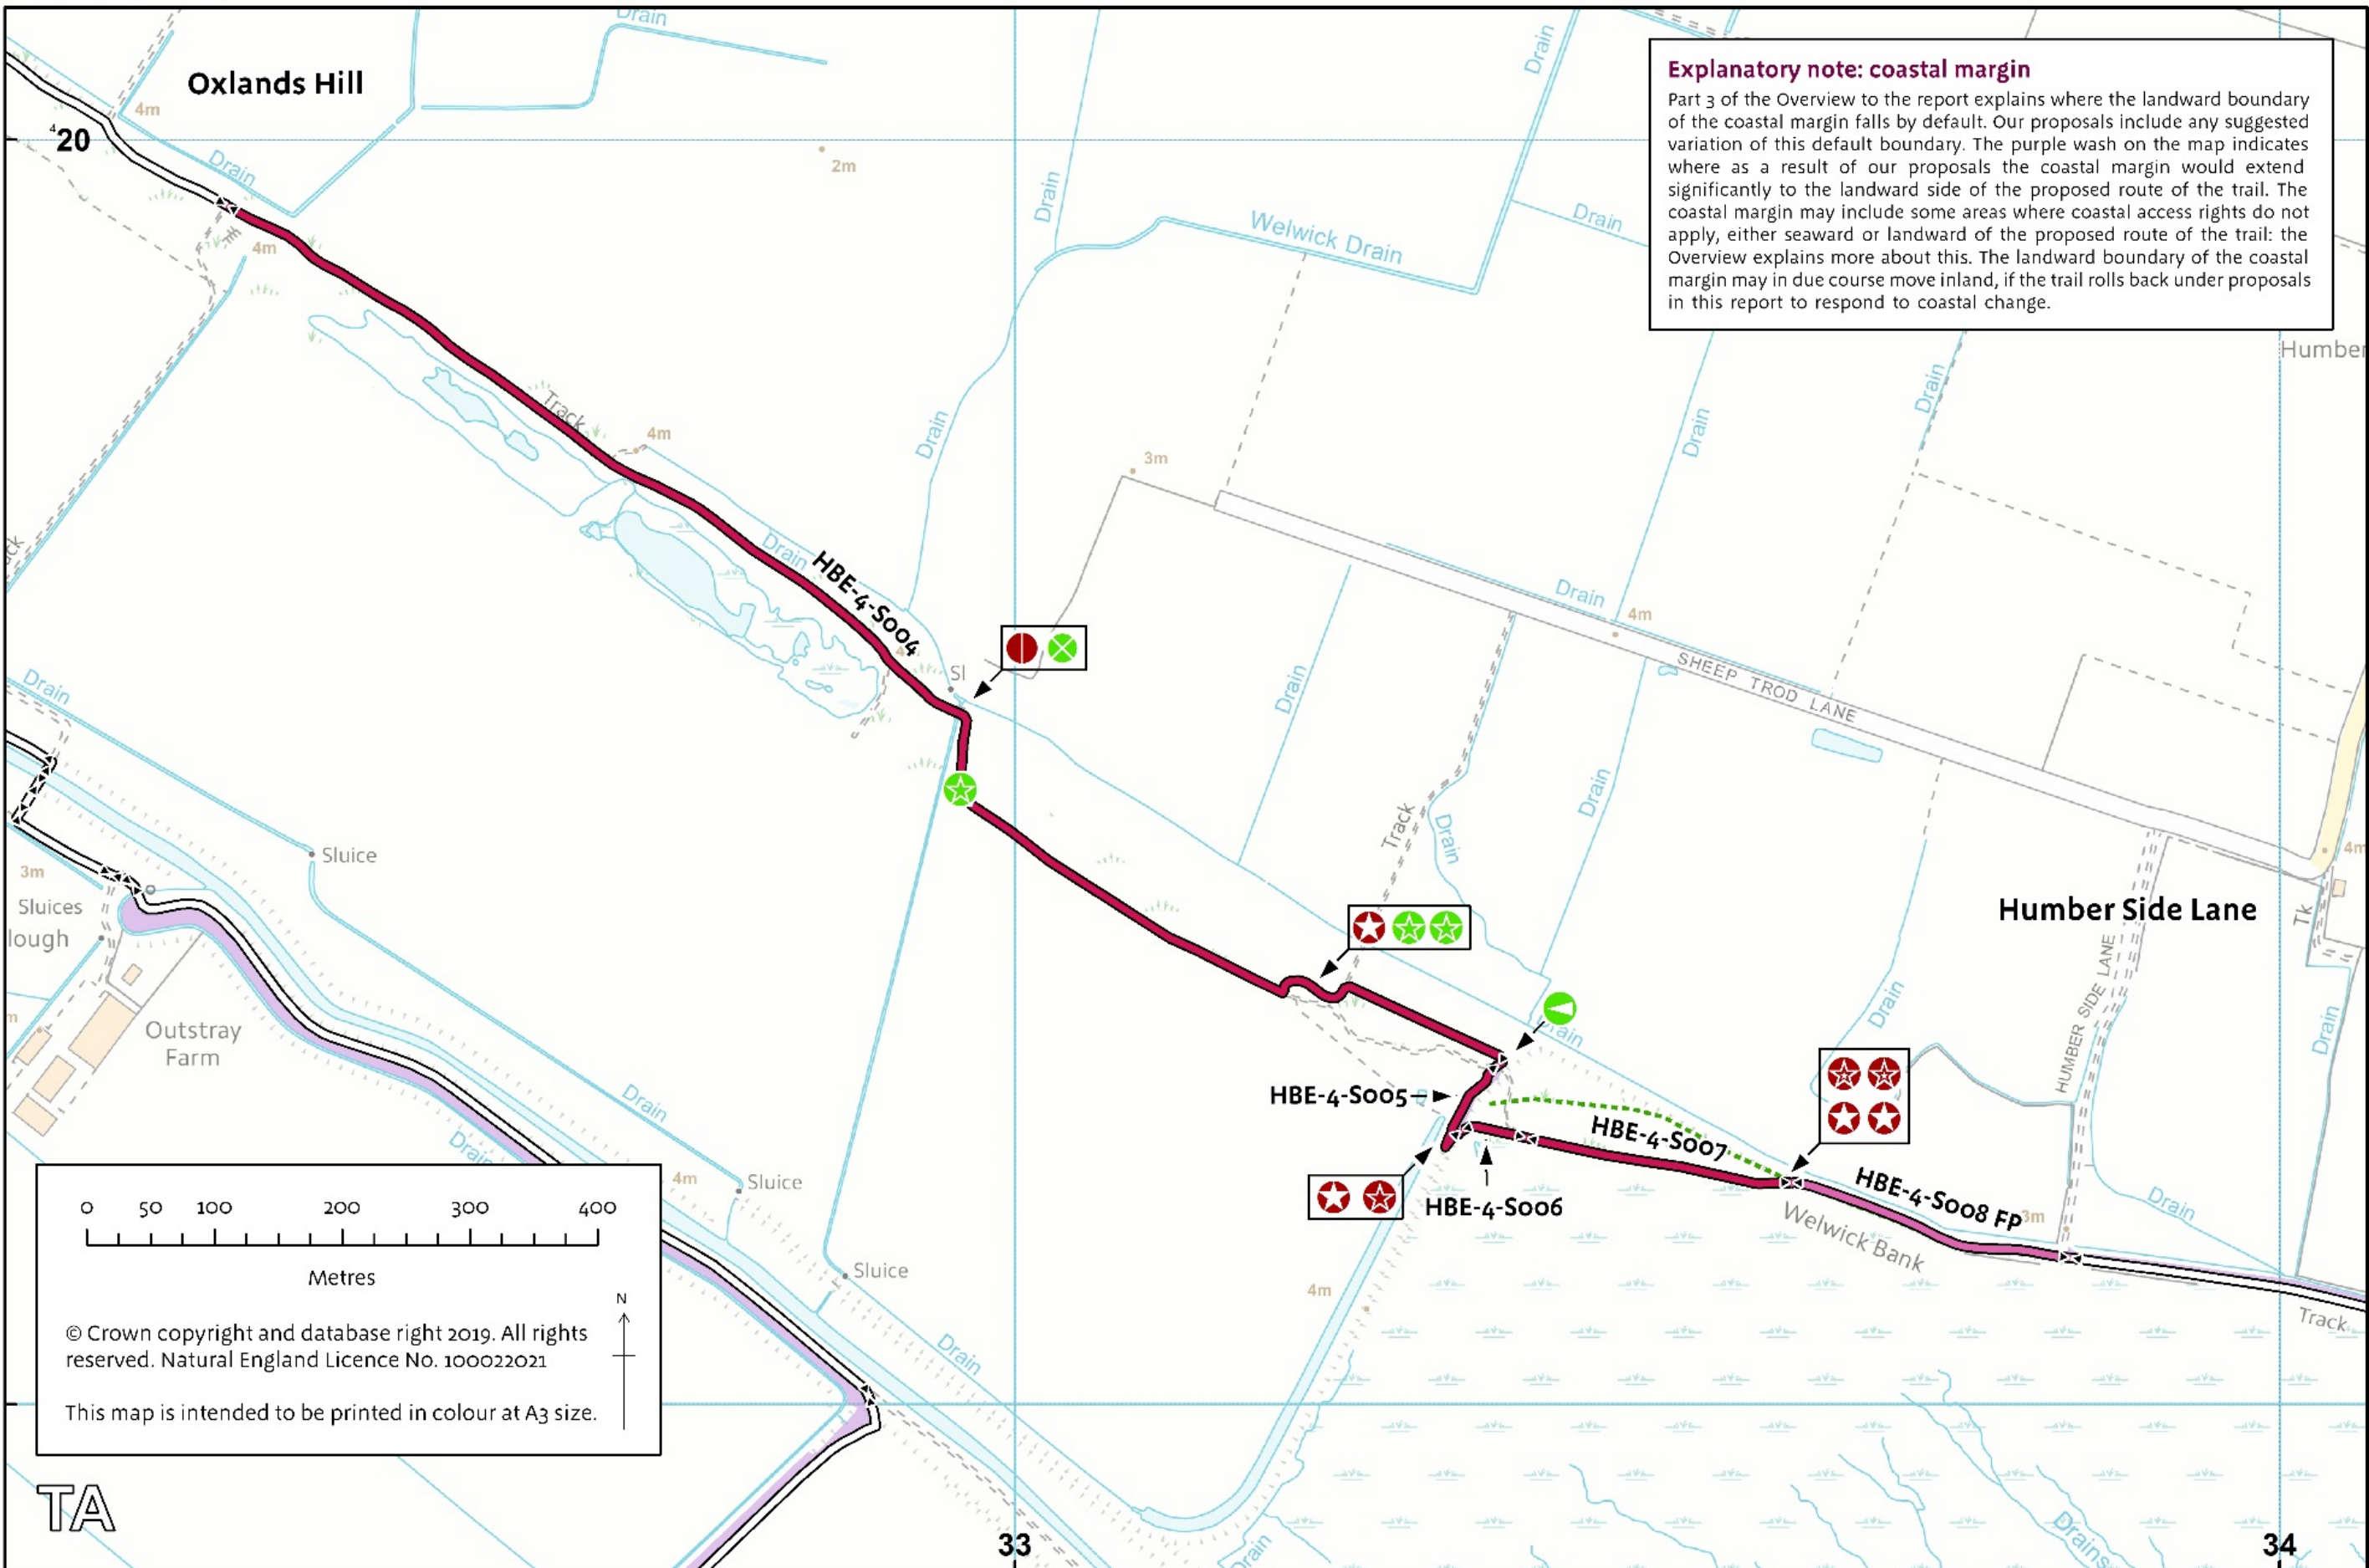 Drain
Oxlands Hill
4m
⁴20
Drain
4m
2m
Drain
Drain
Drain
Welwick Drain
Explanatory note: coastal margin
Part 3 of the Overview to the report explains where the landward boundary
of the coastal margin falls by default. Our proposals include any suggested
variation of this default boundary. The purple wash on the map indicates
where as a result of our proposals the coastal margin would extend
significantly to the landward side of the proposed route of the trail. The
coastal margin may include some areas where coastal access rights do not
apply, either seaward or landward of the proposed route of the trail: the
Overview explains more about this. The landward boundary of the coastal
margin may in due course move inland, if the trail rolls back under proposals
in this report to respond to coastal change.
Humber
Track
4m
Drain
3m
Drain
Drain
Drain
HBE-4-S004
Sl
Drain
4m
SHEEP TROD LANE
Drain
Drain
Track
Drain
Drain
Sluice
3m
Sluices
lough
4m
Humber Side Lane
Tk
HUMBER SIDE LANE
Drain
Drain
Outstray
Farm
Drain
Drain
Drain
HBE-4-S005
HBE-4-S007
HBE-4-S006
HBE-4-S008 FP
3m
Drain
Welwick Bank
Track
4m
Sluice
Sluice
4m
Drain
0 50 100 200 300 400
Metres
N
© Crown copyright and database right 2019. All rights
reserved. Natural England Licence No. 100022021
This map is intended to be printed in colour at A3 size.
TA
33
Drain
Drains
34